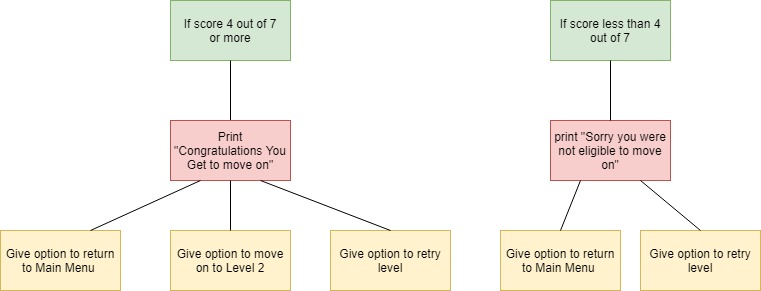 If score 4 out of 7
or more
If score less than 4
out of 7
Print
"Congratulations You
Get to move on"
print "Sorry you were
not eligible to move
on"
Give option to return
to Main Menu
Give option to move
on to Level 2
Give option to retry
level
Give option to return
to Main Menu
Give option to retry
level